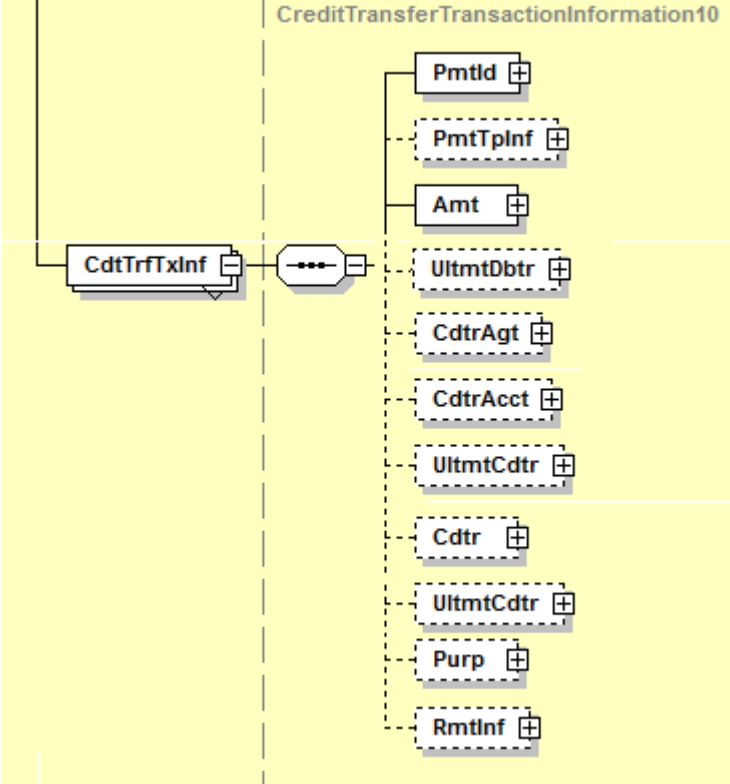 CreditTransferTransactionInformation10
PmtId
PmtTpInf
Amt
CdtTrfTxInf
UltmtDbtr
CdtrAgt
CdtrAcct
UltmtCdtr
Cdtr
UltmtCdtr
Purp
RmtInf